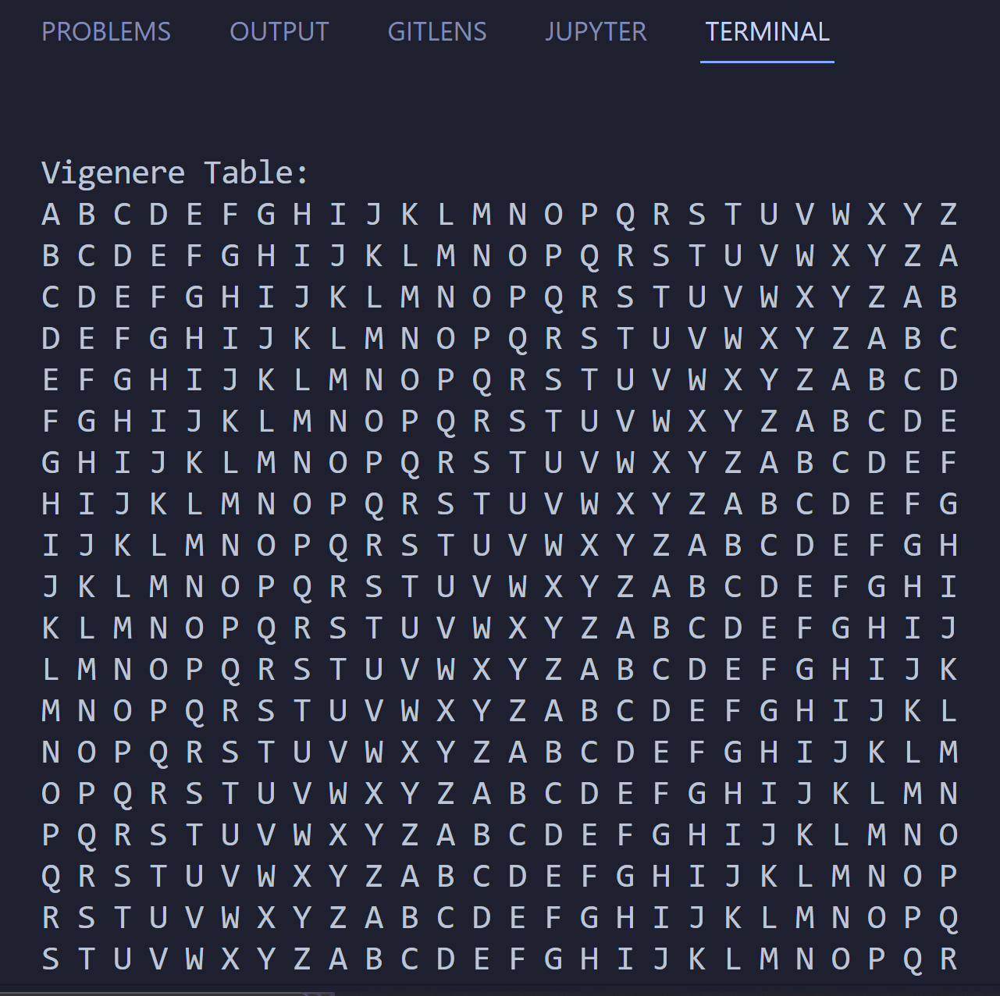 PROBLEMS OUTPUT GITLENS JUPYTER TERMINAL
Vigenere Table:
A B C D E F G H I J K L M N O P Q R S T U V W X Y Z
B C D E F G H I J K L M N O P Q R S T U V W X Y Z A
C D E F G H I J K L M N O P Q R S T U V W X Y Z A B
D E F G H I J K L M N O P Q R S T U V W X Y Z A B C
E F G H I J K L M N O P Q R S T U V W X Y Z A B C D
F G H I J K L M N O P Q R S T U V W X Y Z A B C D E
G H I J K L M N O P Q R S T U V W X Y Z A B C D E F
H I J K L M N O P Q R S T U V W X Y Z A B C D E F G
I J K L M N O P Q R S T U V W X Y Z A B C D E F G H
J K L M N O P Q R S T U V W X Y Z A B C D E F G H I
K L M N O P Q R S T U V W X Y Z A B C D E F G H I J
L M N O P Q R S T U V W X Y Z A B C D E F G H I J K
M N O P Q R S T U V W X Y Z A B C D E F G H I J K L
N O P Q R S T U V W X Y Z A B C D E F G H I J K L M
O P Q R S T U V W X Y Z A B C D E F G H I J K L M N
P Q R S T U V W X Y Z A B C D E F G H I J K L M N O
Q R S T U V W X Y Z A B C D E F G H I J K L M N O P
R S T U V W X Y Z A B C D E F G H I J K L M N O P Q
S T U V W X Y Z A B C D E F G H I J K L M N O P Q R